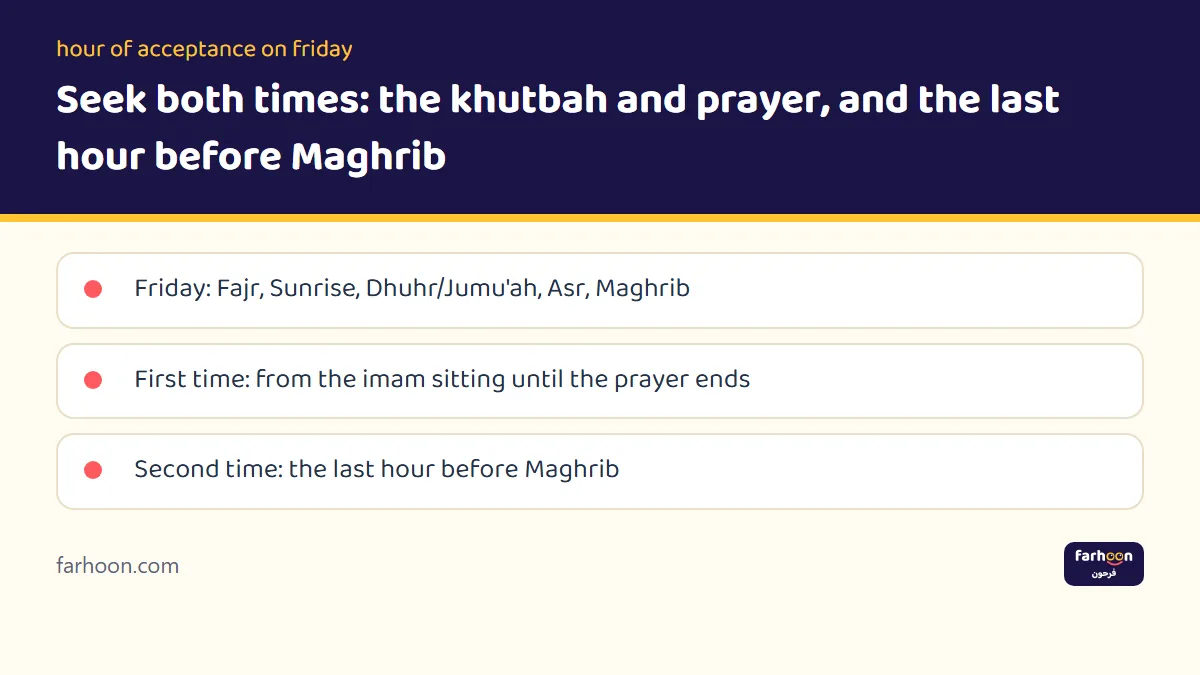 hour of acceptance on friday
Seek both times: the khutbah and prayer, and the last
hour before Maghrib
Friday: Fajr, Sunrise, Dhuhr/Jumu'ah, Asr, Maghrib
First time: from the imam sitting until the prayer ends
Second time: the last hour before Maghrib
farhoon.com
farhoon
فرحون